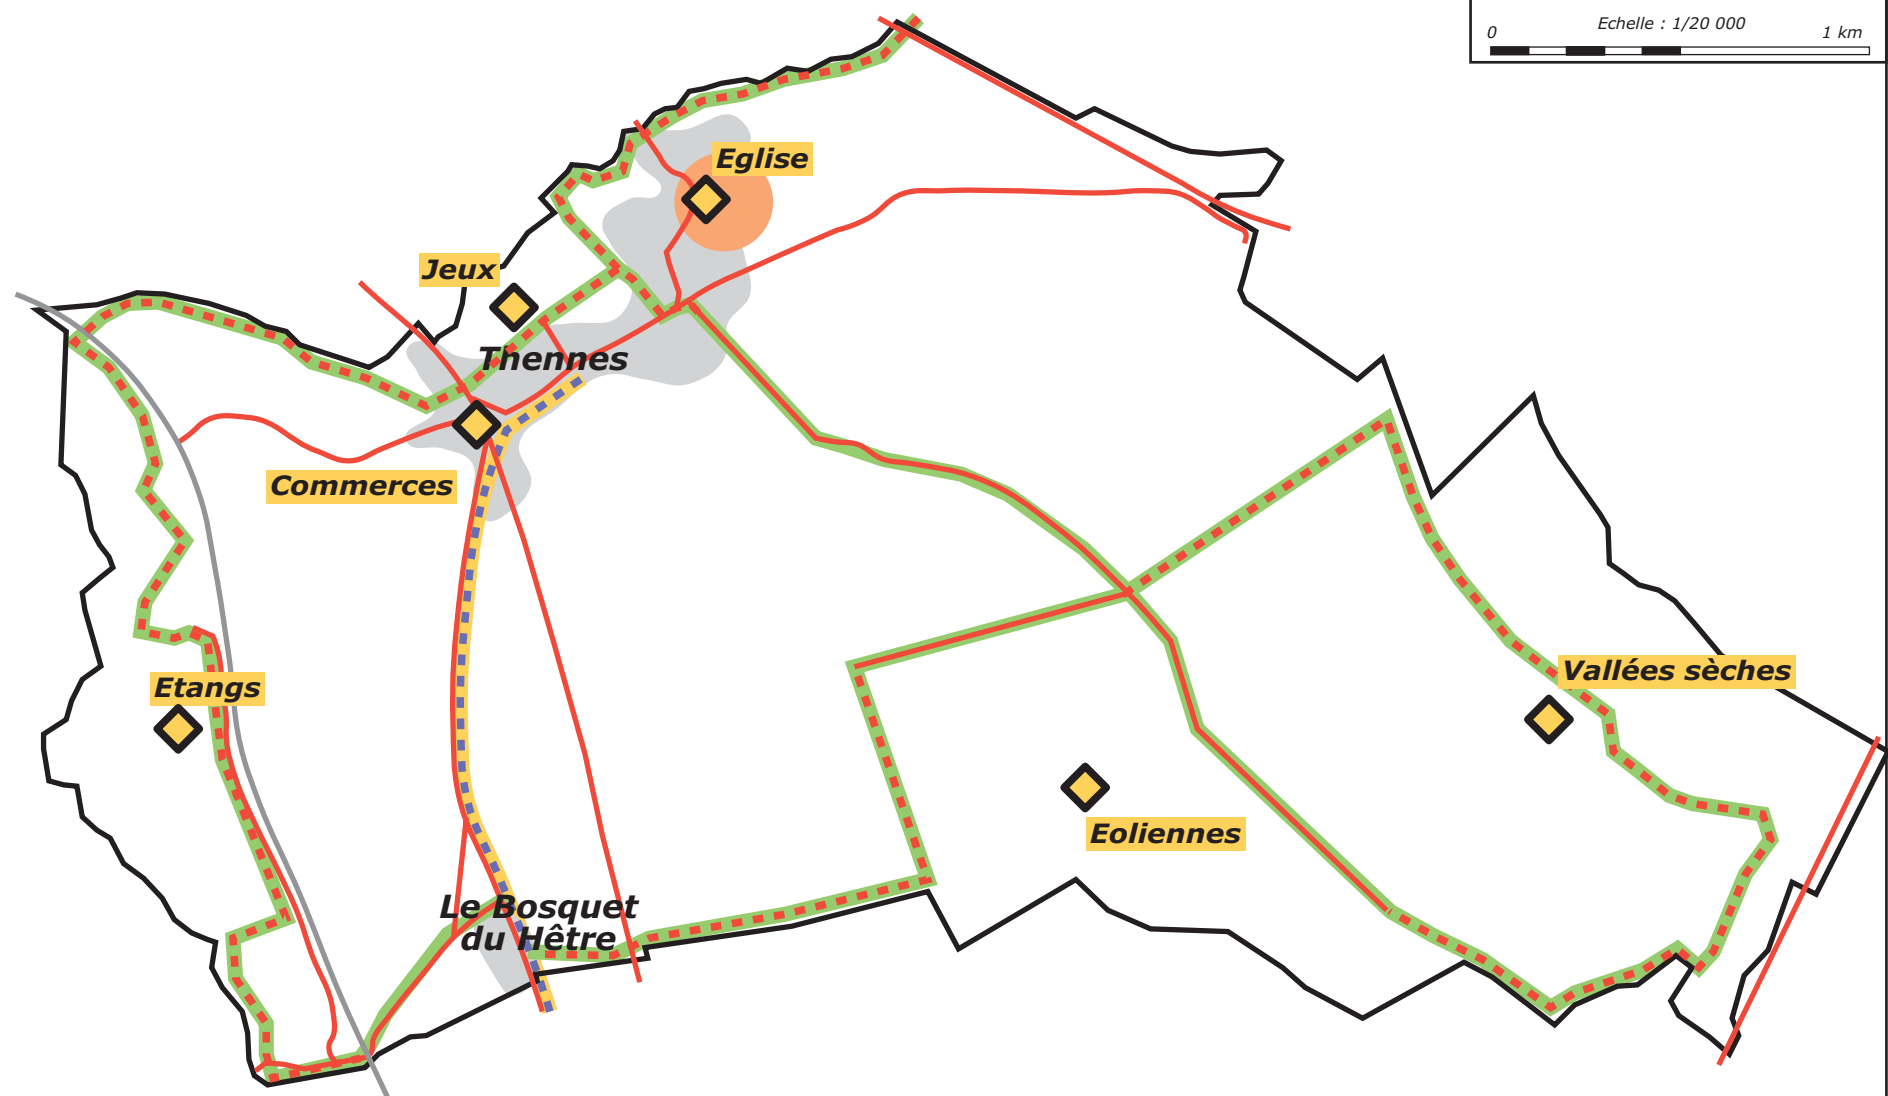 Echelle : 1/20 000
0
1 km
Eglise
Jeux
Thennes
Commerces
Etangs
Vallées sèches
Eoliennes
Le Bosquet
du Hêtre